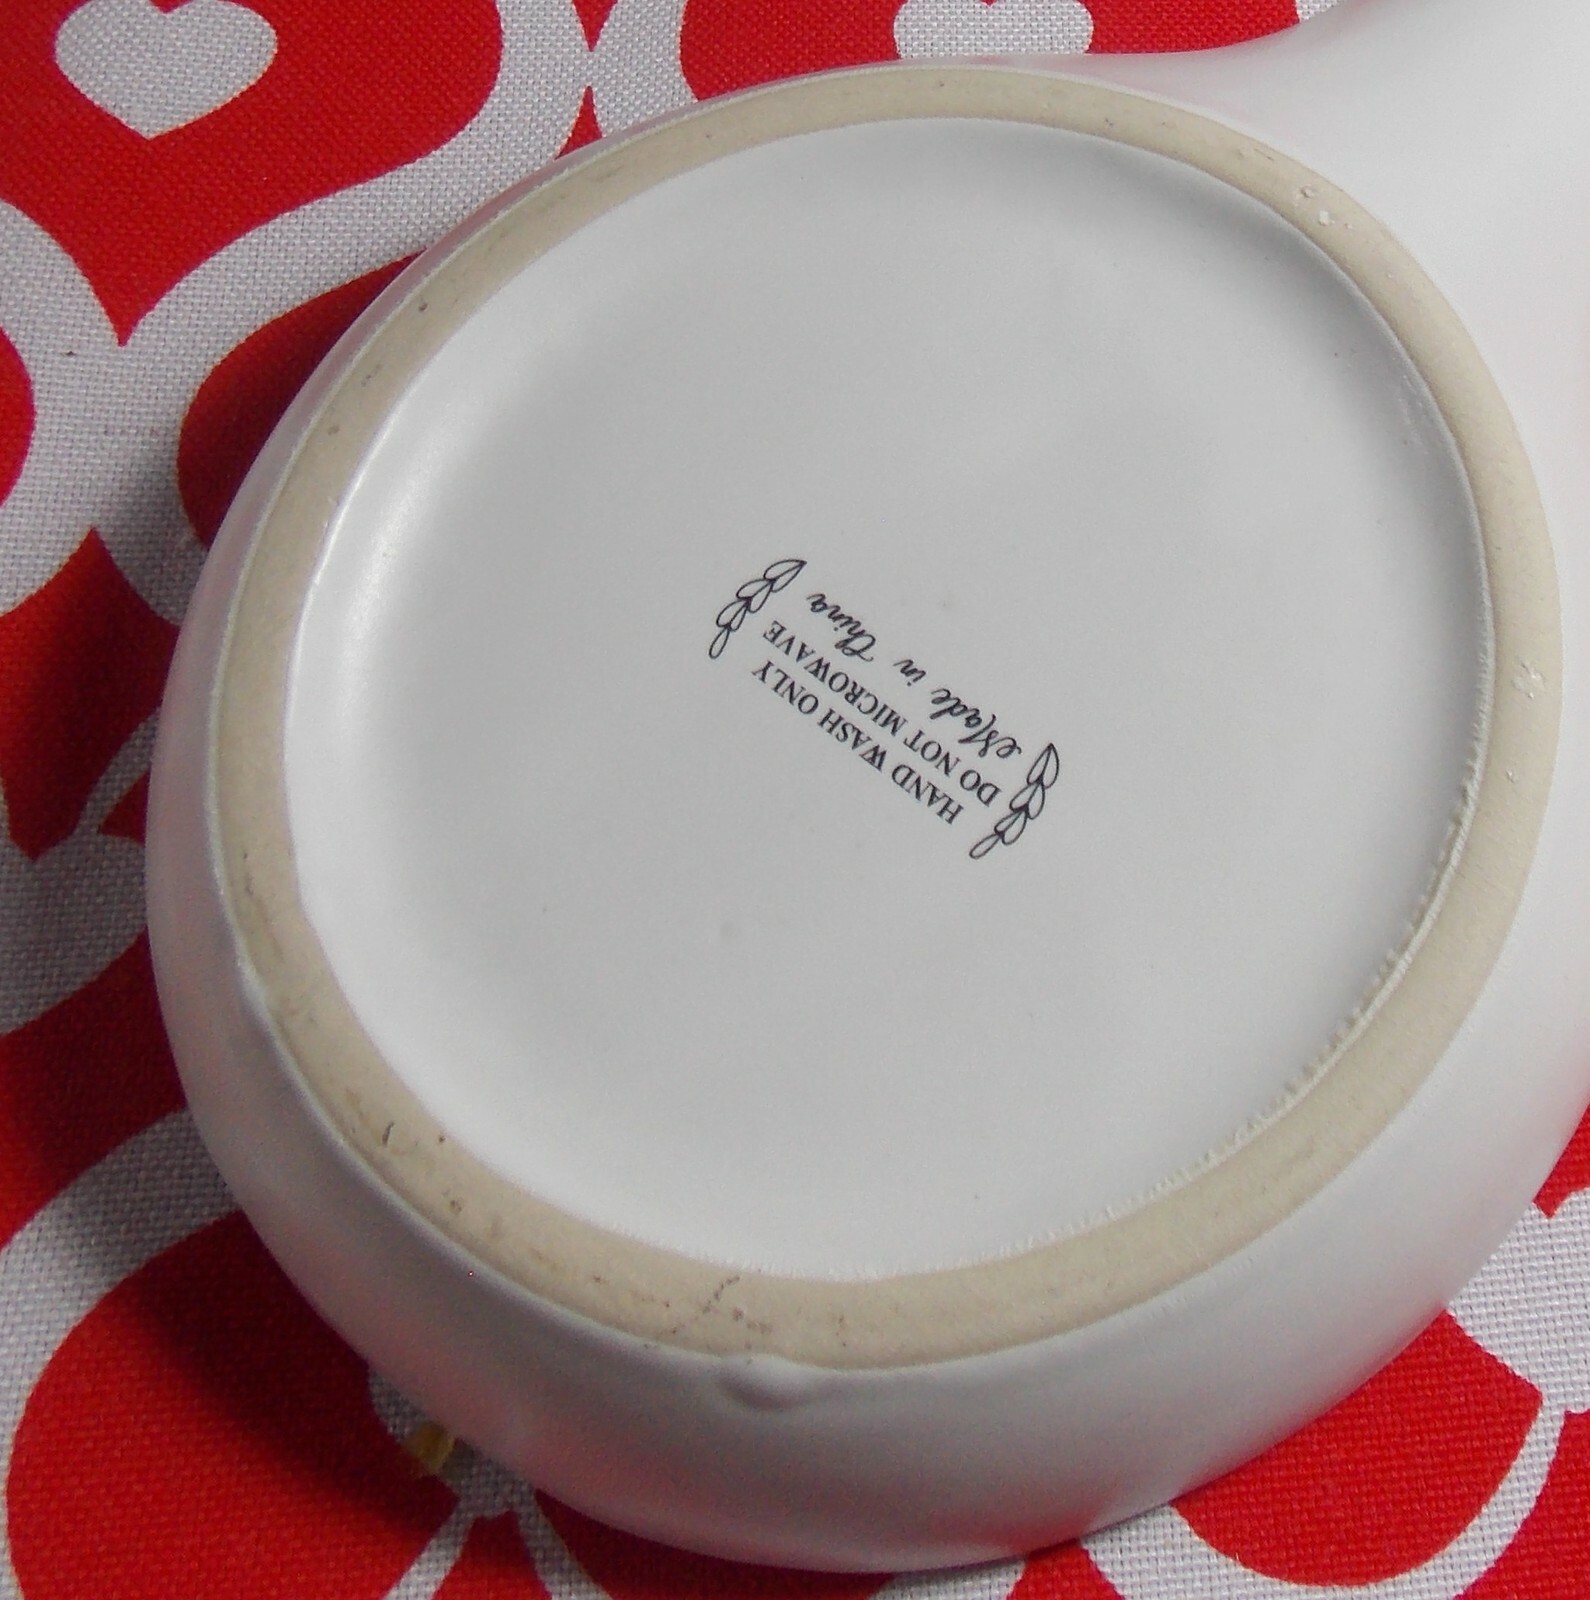 HAND WASH ONLY
DO NOT MICROWAVE
Made in China